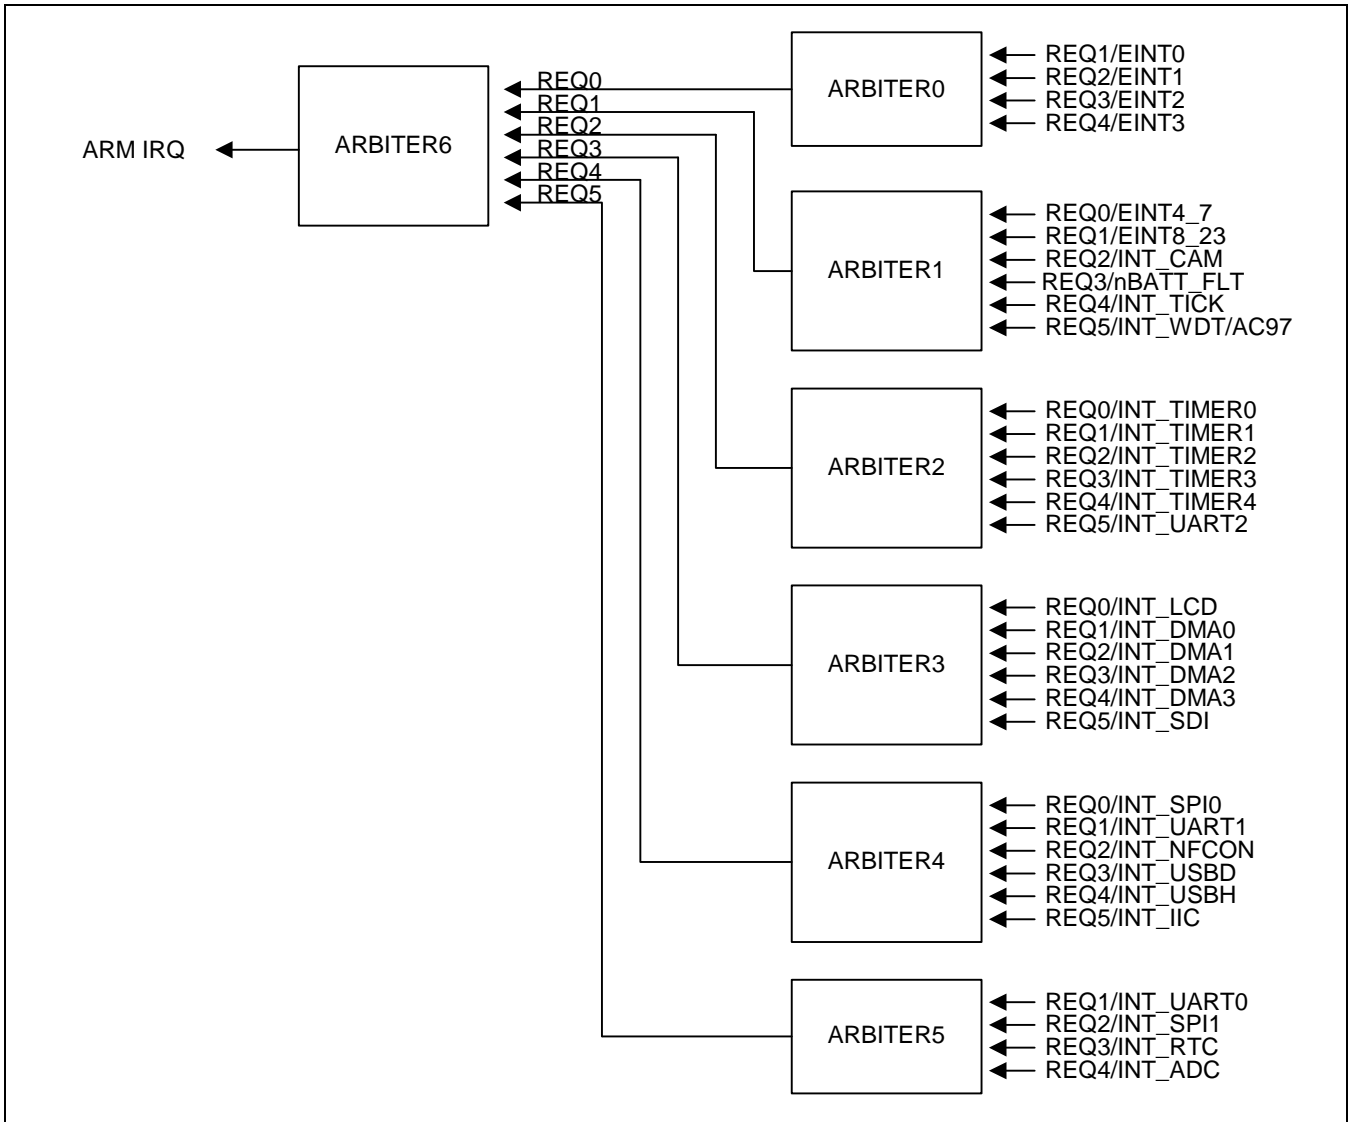 ARM IRQ
ARBITER6
REQ0
REQ1
REQ2
REQ3
REQ4
REQ5
ARBITER0
REQ1/EINT0
REQ2/EINT1
REQ3/EINT2
REQ4/EINT3
ARBITER1
REQ0/EINT4_7
REQ1/EINT8_23
REQ2/INT_CAM
REQ3/nBATT_FLT
REQ4/INT_TICK
REQ5/INT_WDT/AC97
ARBITER2
REQ0/INT_TIMER0
REQ1/INT_TIMER1
REQ2/INT_TIMER2
REQ3/INT_TIMER3
REQ4/INT_TIMER4
REQ5/INT_UART2
ARBITER3
REQ0/INT_LCD
REQ1/INT_DMA0
REQ2/INT_DMA1
REQ3/INT_DMA2
REQ4/INT_DMA3
REQ5/INT_SDI
ARBITER4
REQ0/INT_SPI0
REQ1/INT_UART1
REQ2/INT_NFCON
REQ3/INT_USBD
REQ4/INT_USBH
REQ5/INT_IIC
ARBITER5
REQ1/INT_UART0
REQ2/INT_SPI1
REQ3/INT_RTC
REQ4/INT_ADC